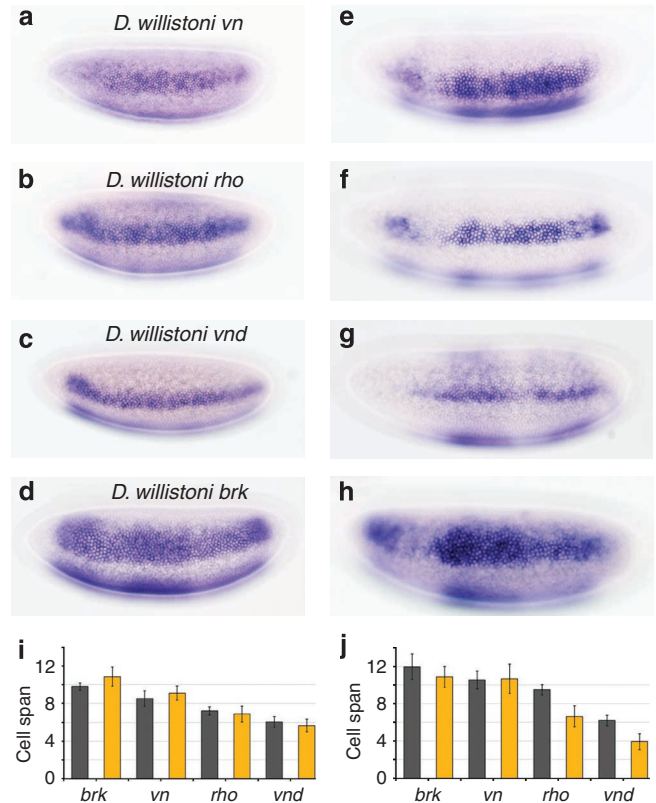 a
D. willistoni vn
e
b
D. willistoni rho
f
c
D. willistoni vnd
g
d
D. willistoni brk
h
i
12
8
4
0
Cell span
brk vn rho vnd
j
12
8
4
0
Cell span
brk vn rho vnd